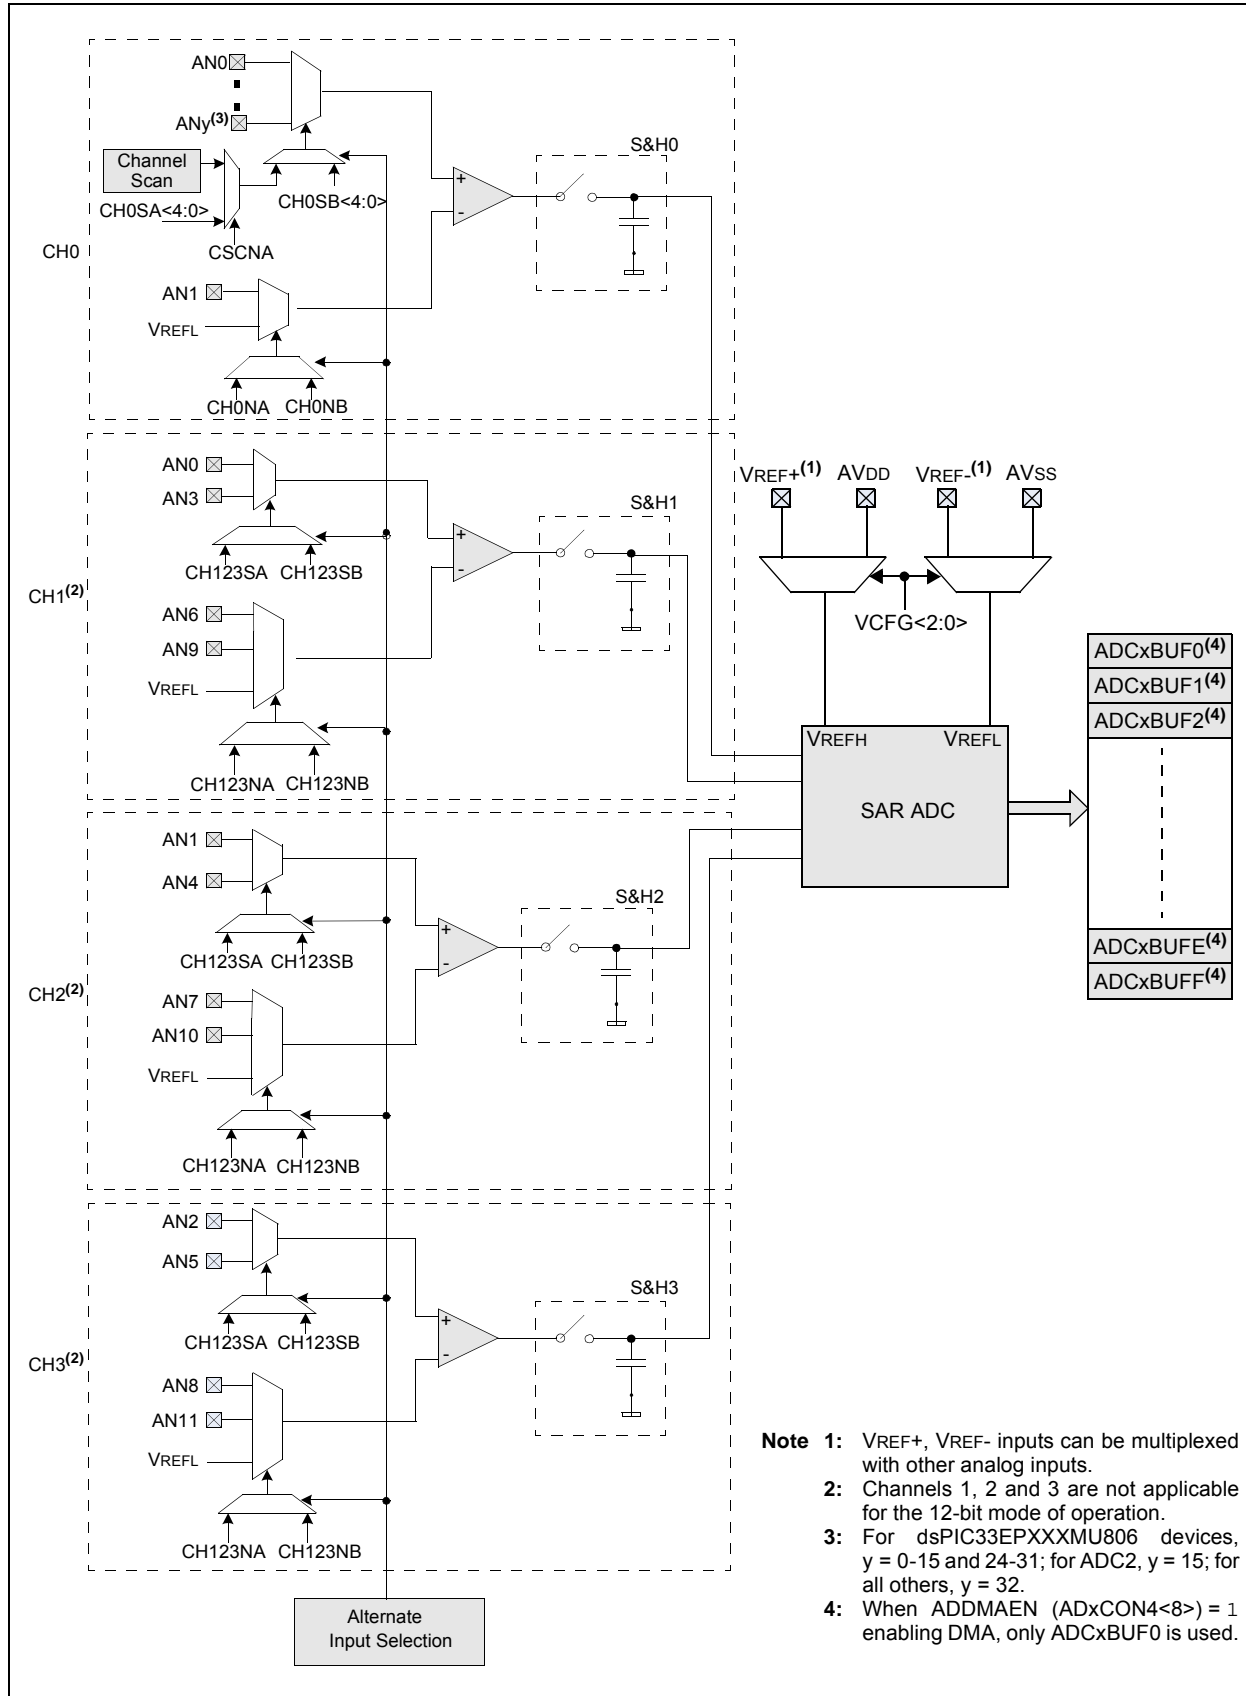 AN0
ANy(3)
Channel
Scan
CH0SA<4:0>
CH0SB<4:0>
CSCNA
CH0
AN1
VREFL
CH0NA
CH0NB
+
-
S&H0
AN0
AN3
CH123SA
CH123SB
CH1(2)
AN6
AN9
VREFL
CH123NA
CH123NB
+
-
S&H1
AN1
AN4
CH123SA
CH123SB
CH2(2)
AN7
AN10
VREFL
CH123NA
CH123NB
+
-
S&H2
AN2
AN5
CH123SA
CH123SB
CH3(2)
AN8
AN11
VREFL
CH123NA
CH123NB
+
-
S&H3
Alternate
Input Selection
VREF+(1)
AVDD
VREF-(1)
AVSS
VCFG<2:0>
VREFH
VREFL
SAR ADC
ADCxBUF0(4)
ADCxBUF1(4)
ADCxBUF2(4)
ADCxBUFE(4)
ADCxBUFF(4)
Note 1: VREF+, VREF- inputs can be multiplexed
with other analog inputs.
2: Channels 1, 2 and 3 are not applicable
for the 12-bit mode of operation.
3: For dsPIC33EPXXXMU806 devices,
y = 0-15 and 24-31; for ADC2, y = 15; for
all others, y = 32.
4: When ADDMAEN (ADxCON4<8>) = 1
enabling DMA, only ADCxBUF0 is used.